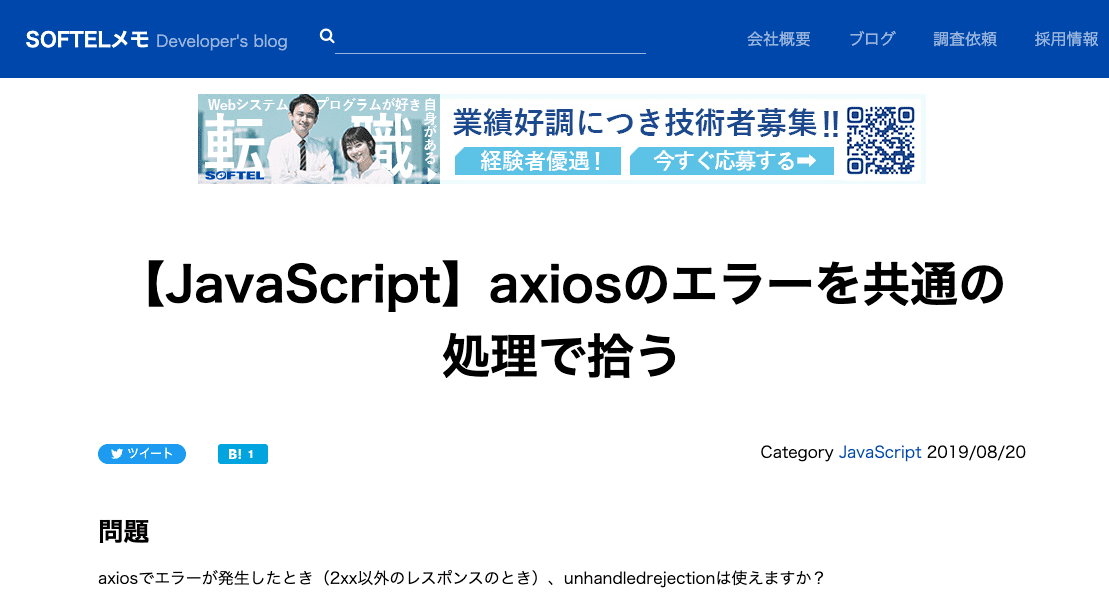 SOFTELメモ Developer's blog
会社概要 ブログ 調査依頼 採用情報
Webシステム プログラムが好き
自身がある
転職
SOFTEL
業績好調につき技術者募集!!
経験者優遇!
今すぐ応募する➡
【JavaScript】axiosのエラーを共通の
処理で拾う
ツイート
B! 1
Category JavaScript 2019/08/20
問題
axiosでエラーが発生したとき（2xx以外のレスポンスのとき）、unhandledrejectionは使えますか？